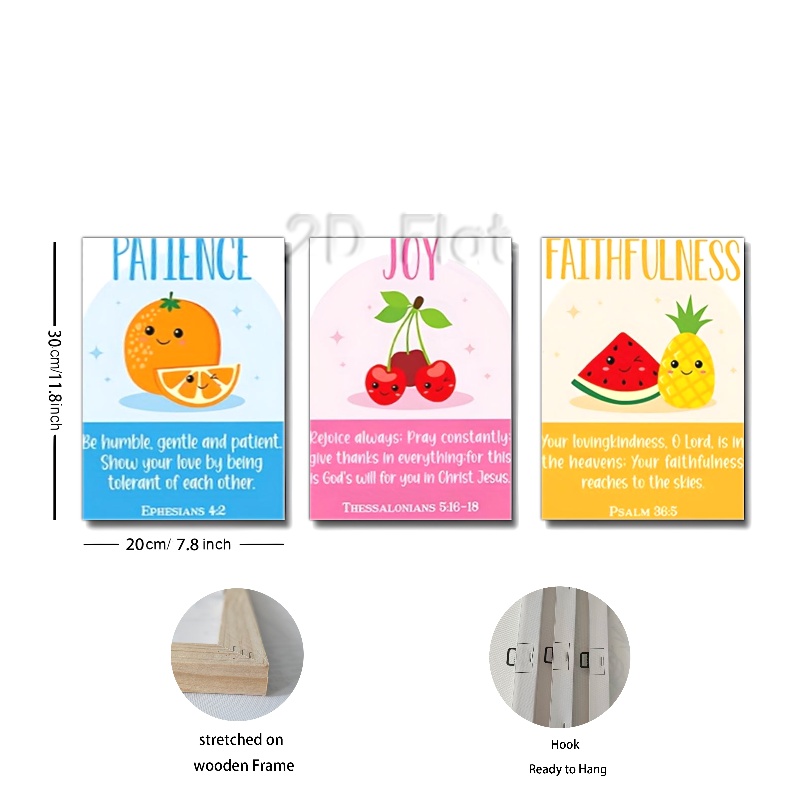 2D Flat
PATIENCE
Be humble, gentle and patient.
Show your love by being
tolerant of each other.
EPHESIANS 4:2
JOY
Rejoice always; Pray constantly;
give thanks in everything:for this
is God's will for you in Christ Jesus.
THESSALONIANS 5:16-18
FAITHFULNESS
Your lovingkindness, O Lord, is in
the heavens; Your faithfulness
reaches to the skies.
PSALM 36:5
30cm/11.8inch
20cm/ 7.8 inch
stretched on
wooden Frame
Hook
Ready to Hang